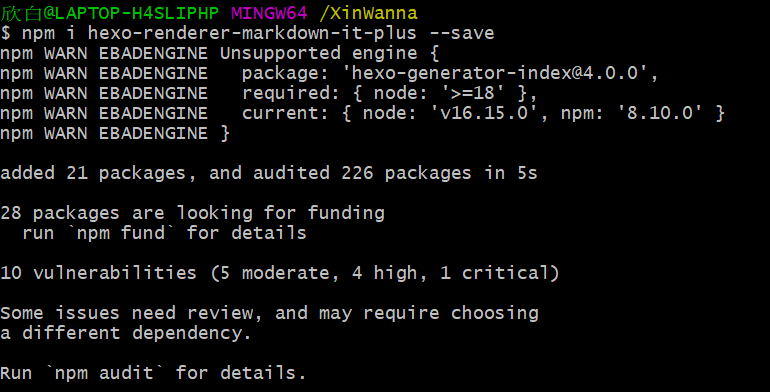 欣白@LAPTOP-H4SLIPHP MINGW64 /XinWanna
$ npm i hexo-renderer-markdown-it-plus --save
npm WARN EBADENGINE Unsupported engine {
npm WARN EBADENGINE   package: 'hexo-generator-index@4.0.0',
npm WARN EBADENGINE   required: { node: '>=18' },
npm WARN EBADENGINE   current: { node: 'v16.15.0', npm: '8.10.0' }
npm WARN EBADENGINE }
added 21 packages, and audited 226 packages in 5s
28 packages are looking for funding
  run `npm fund` for details
10 vulnerabilities (5 moderate, 4 high, 1 critical)
Some issues need review, and may require choosing
a different dependency.
Run `npm audit` for details.